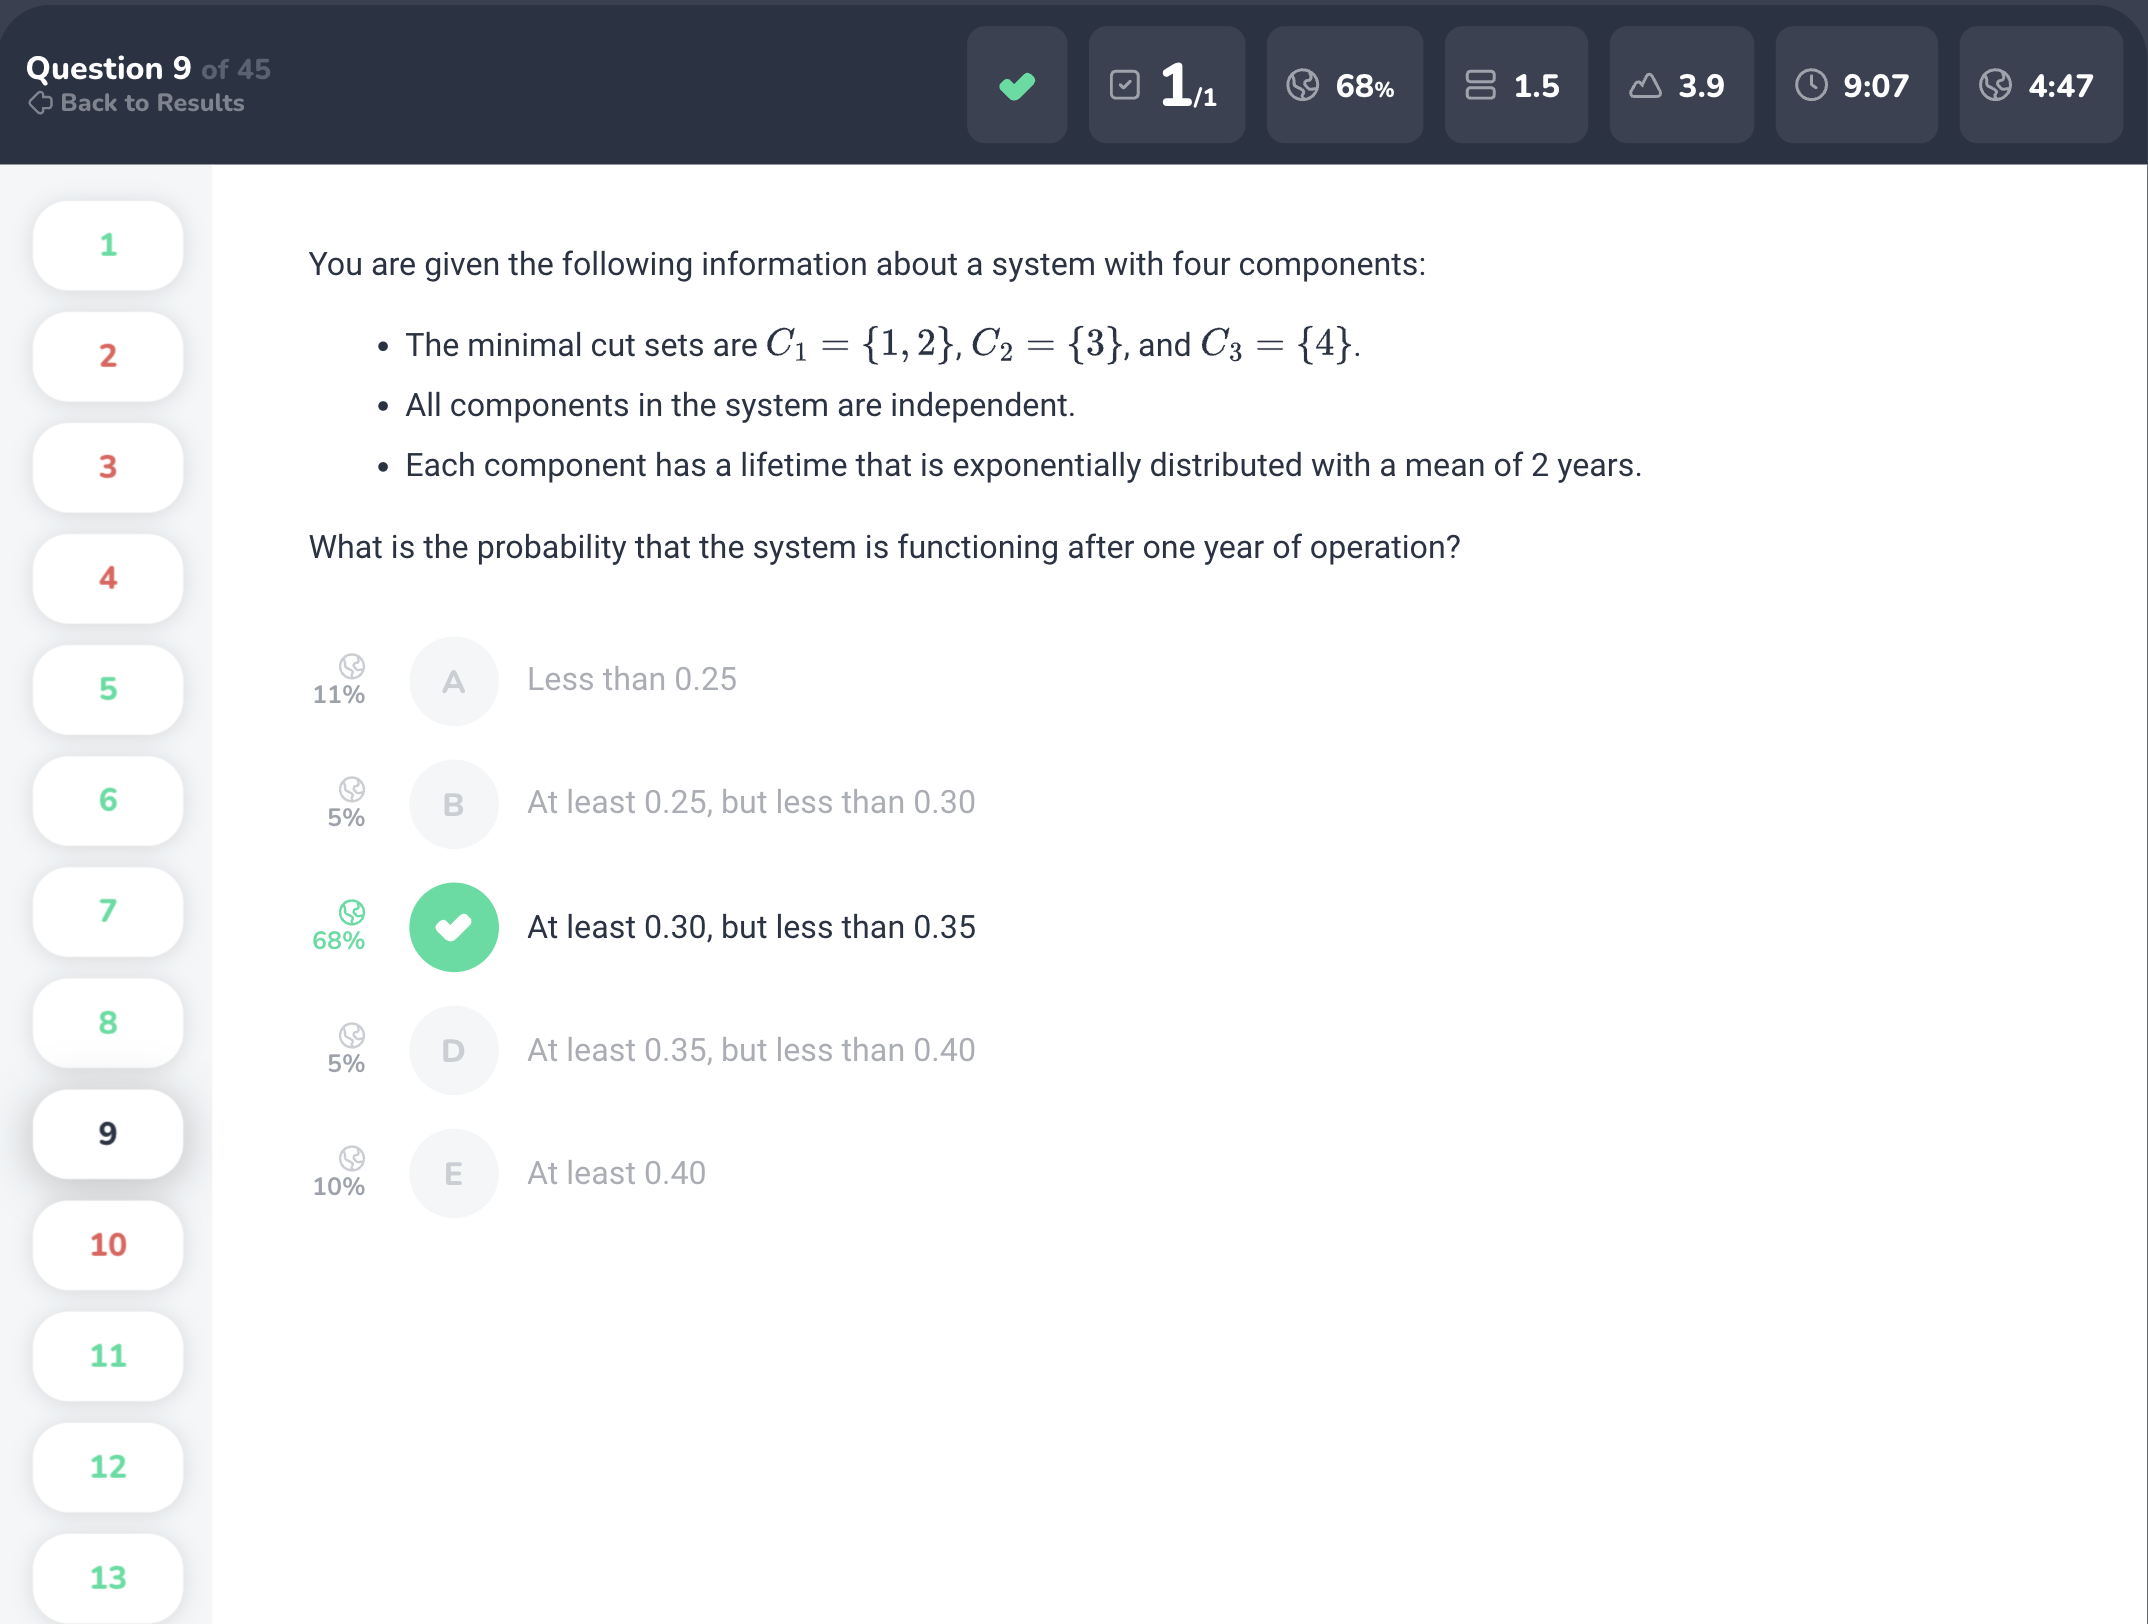 Question 9 of 45
Back to Results
1/1
68%
1.5
3.9
9:07
4:47
1
2
3
4
5
6
7
8
9
10
11
12
13
You are given the following information about a system with four components:
• The minimal cut sets are C₁ = {1, 2}, C₂ = {3}, and C₃ = {4}.
• All components in the system are independent.
• Each component has a lifetime that is exponentially distributed with a mean of 2 years.
What is the probability that the system is functioning after one year of operation?
11% A Less than 0.25
5% B At least 0.25, but less than 0.30
68% At least 0.30, but less than 0.35
5% D At least 0.35, but less than 0.40
10% E At least 0.40